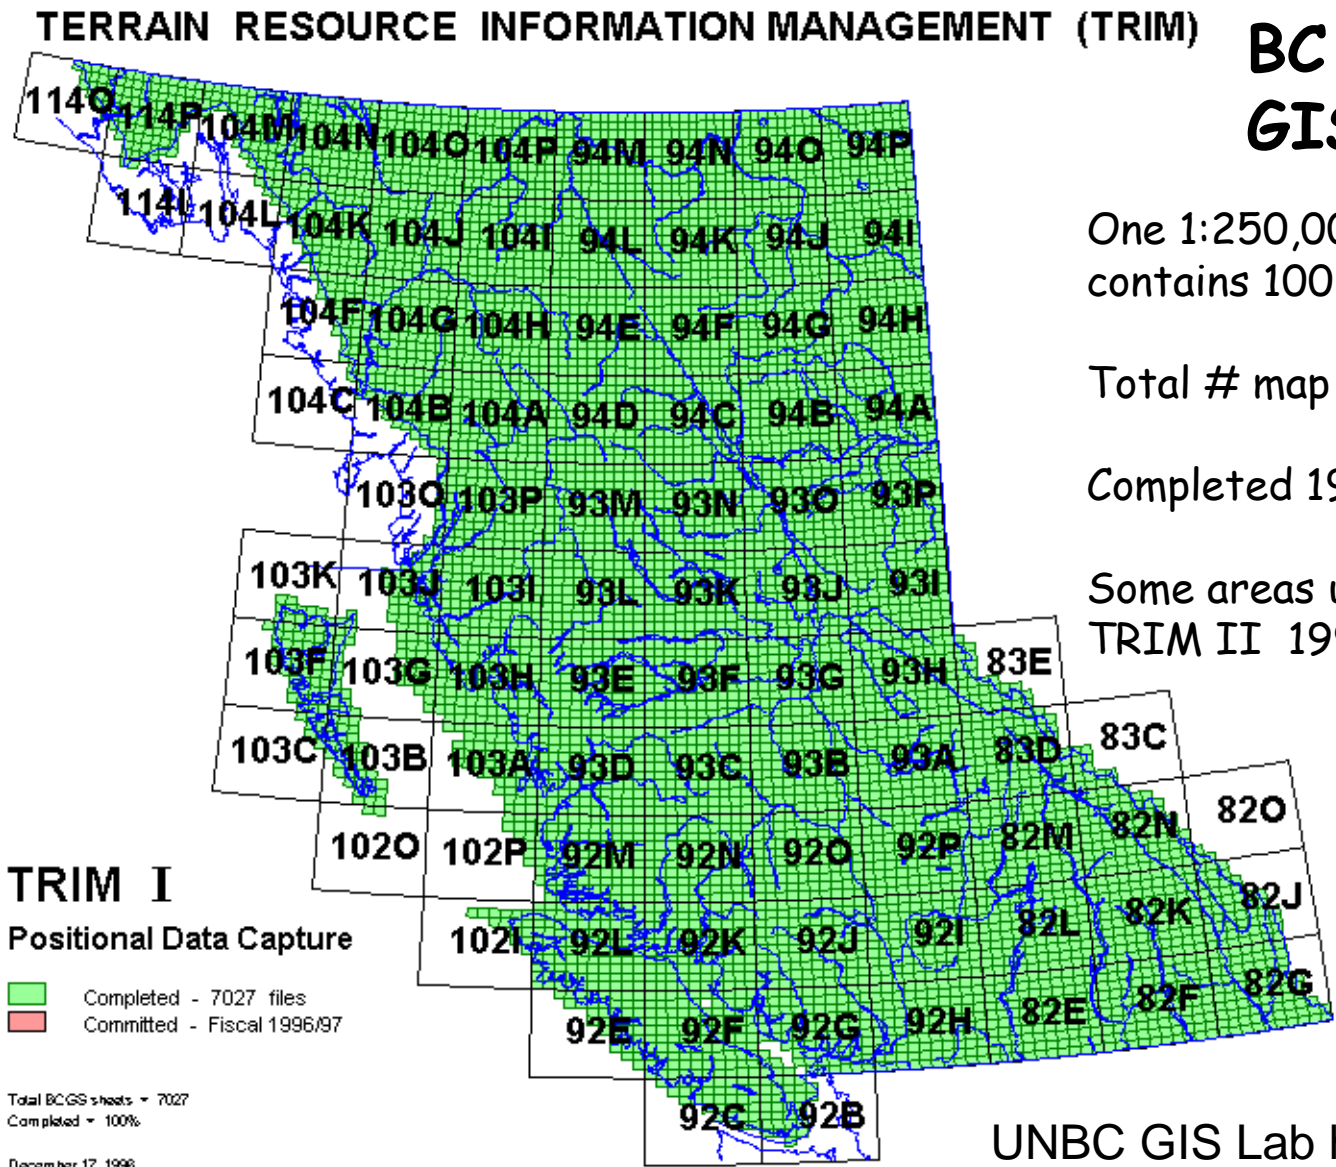 TERRAIN RESOURCE INFORMATION MANAGEMENT (TRIM)
BC
GIS
One 1:250,00
contains 100
Total # map
Completed 19
Some areas u
TRIM II 199
114O 114P 104M 104N 104O 104P 94M 94N 94O 94P
114I 104L 104K 104J 104I 94L 94K 94J 94I
104F 104G 104H 94E 94F 94G 94H
104C 104B 104A 94D 94C 94B 94A
103O 103P 93M 93N 93O 93P
103K 103J 103I 93L 93K 93J 93I
103F 103G 103H 93E 93F 93G 93H 83E
103C 103B 103A 93D 93C 93B 93A 83D 83C
102O 102P 92M 92N 92O 92P 82M 82N 82O
102I 92L 92K 92J 92I 82L 82K 82J
92E 92F 92G 92H 82E 82F 82G
92C 92B
TRIM I
Positional Data Capture
Completed - 7027 files
Committed - Fiscal 1996/97
Total BCGS sheets = 7027
Completed = 100%
December 17, 1996
UNBC GIS Lab